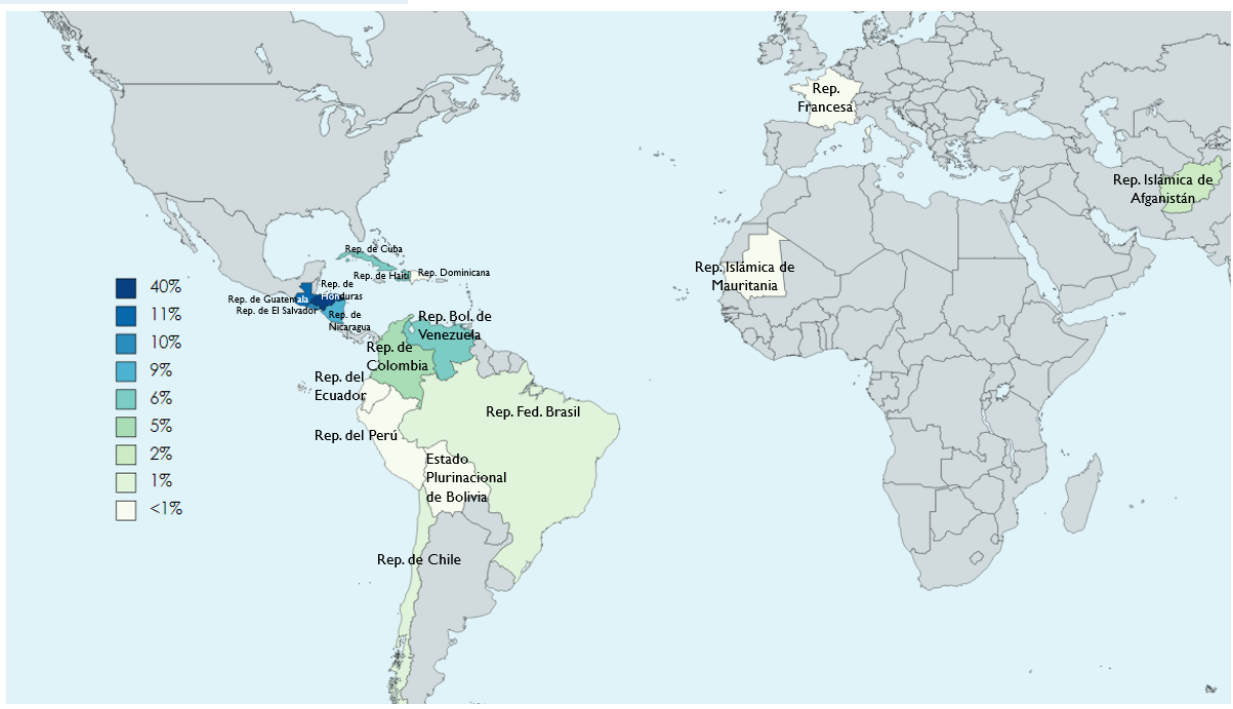 Rep.
Francesa
Rep. Islámica de
Afganistán
Rep. de Cuba
Rep. de Haití
Rep. Dominicana
Rep. Islámica de
Mauritania
40%
11%
10%
9%
6%
5%
2%
1%
<1%
Rep. de
Honduras
Rep. de Guatemala
Rep. de El Salvador
Rep. de
Nicaragua
Rep. Bol. de
Venezuela
Rep. de
Colombia
Rep. del
Ecuador
Rep. Fed. Brasil
Rep. del Perú
Estado
Plurinacional
de Bolivia
Rep. de Chile